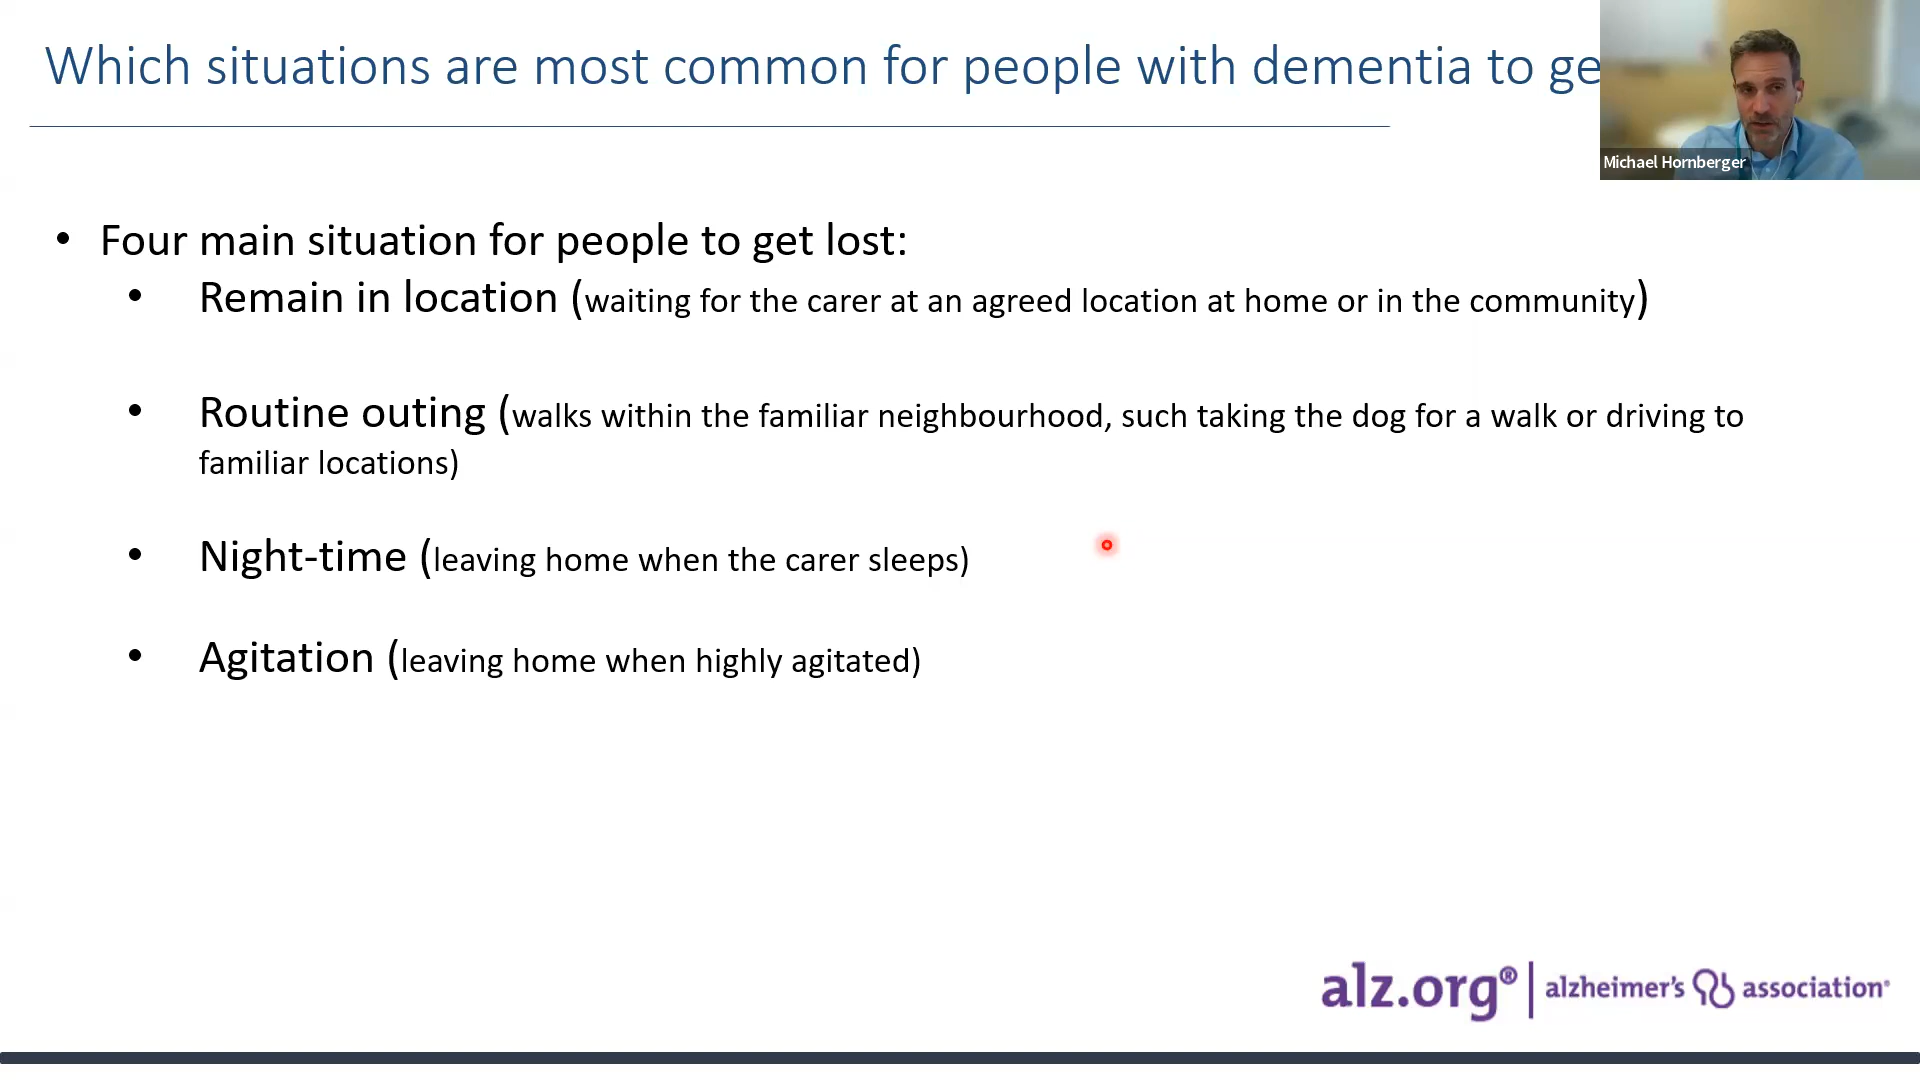 Which situations are most common for people with dementia to ge
Michael Hornberger
• Four main situation for people to get lost:
• Remain in location (waiting for the carer at an agreed location at home or in the community)
• Routine outing (walks within the familiar neighbourhood, such taking the dog for a walk or driving to
familiar locations)
• Night-time (leaving home when the carer sleeps)
• Agitation (leaving home when highly agitated)
alz.org® | alzheimer's association®